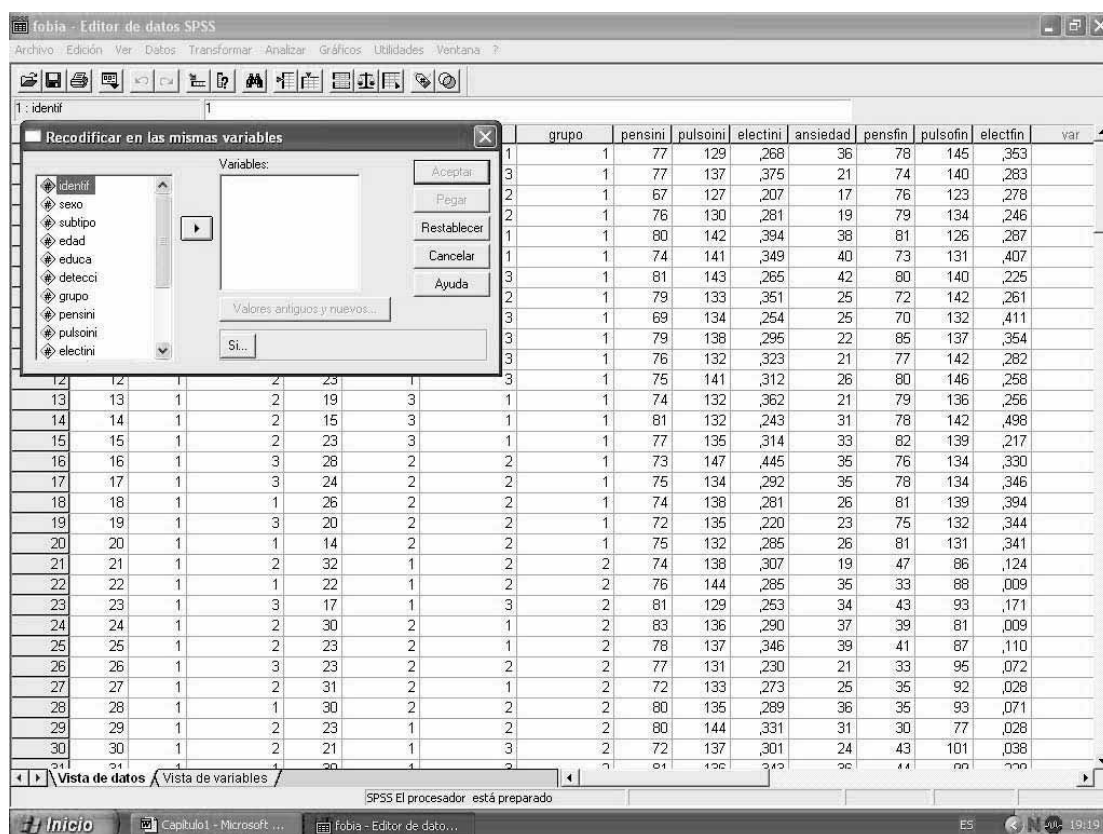 fobia - Editor de datos SPSS
Archivo Edición Ver Datos Transformar Analizar Gráficos Utilidades Ventana ?
1 : identif 1
Recodificar en las mismas variables
Variables:
identif
sexo
subtipo
edad
educa
detecci
grupo
pensini
pulsoini
electini
Valores antiguos y nuevos...
Si...
Aceptar
Pegar
Restablecer
Cancelar
Ayuda
grupo pensini pulsoini electini ansiedad pensfin pulsofin electfin var
1 1 77 129 ,268 36 78 145 ,353
3 1 77 137 ,375 21 74 140 ,283
2 1 67 127 ,207 17 76 123 ,278
2 1 76 130 ,281 19 79 134 ,246
1 1 80 142 ,394 38 81 126 ,287
1 1 74 141 ,349 40 73 131 ,407
3 1 81 143 ,265 42 80 140 ,225
2 1 79 133 ,351 25 72 142 ,261
3 1 69 134 ,254 25 70 132 ,411
3 1 79 138 ,295 22 85 137 ,354
3 1 76 132 ,323 21 77 142 ,282
12 12 1 2 23 1 3 1 75 141 ,312 26 80 146 ,258
13 13 1 2 19 3 1 1 74 132 ,362 21 79 136 ,256
14 14 1 2 15 3 1 1 81 132 ,243 31 78 142 ,498
15 15 1 2 23 3 1 1 77 135 ,314 33 82 139 ,217
16 16 1 3 28 2 2 1 73 147 ,445 35 76 134 ,330
17 17 1 3 24 2 2 1 75 134 ,292 35 78 134 ,346
18 18 1 1 26 2 2 1 74 138 ,281 26 81 139 ,394
19 19 1 3 20 2 2 1 72 135 ,220 23 75 132 ,344
20 20 1 1 14 2 2 1 75 132 ,285 26 81 131 ,341
21 21 1 2 32 1 2 2 74 138 ,307 19 47 86 ,124
22 22 1 1 22 1 2 2 76 144 ,285 35 33 88 ,009
23 23 1 3 17 1 3 2 81 129 ,253 34 43 93 ,171
24 24 1 2 30 2 1 2 83 136 ,290 37 39 81 ,009
25 25 1 2 23 2 1 2 78 137 ,346 39 41 87 ,110
26 26 1 3 23 2 2 2 77 131 ,230 21 33 95 ,072
27 27 1 2 31 2 1 2 72 133 ,273 25 35 92 ,028
28 28 1 1 30 2 2 2 80 135 ,289 36 35 93 ,071
29 29 1 2 23 1 2 2 80 144 ,331 31 30 77 ,028
30 30 1 2 21 1 3 2 72 137 ,301 24 43 101 ,038
Vista de datos Vista de variables
SPSS El procesador está preparado
Inicio Capítulo1 - Microsoft ... fobia - Editor de dato... ES 19:19